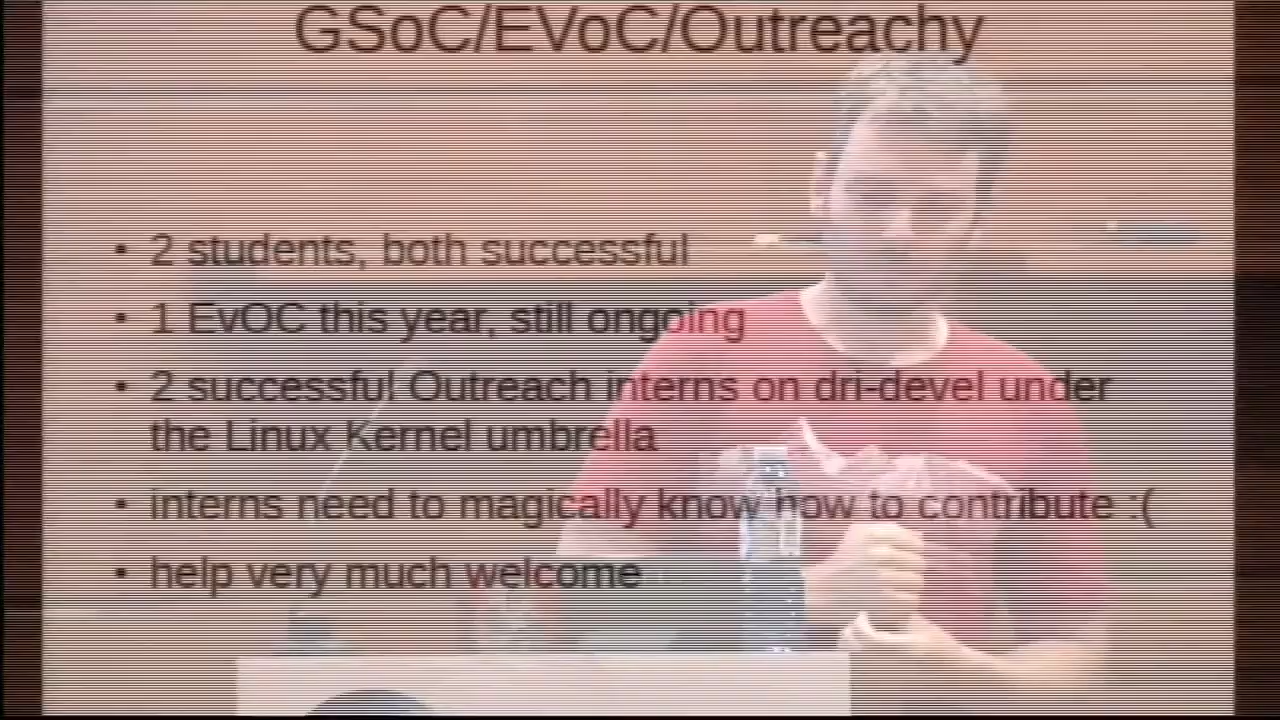 GSoC/EVoC/Outreachy
• 2 students, both successful
• 1 EvOC this year, still ongoing
• 2 successful Outreach interns on dri-devel under
the Linux Kernel umbrella
• interns need to magically know how to contribute :(
• help very much welcome